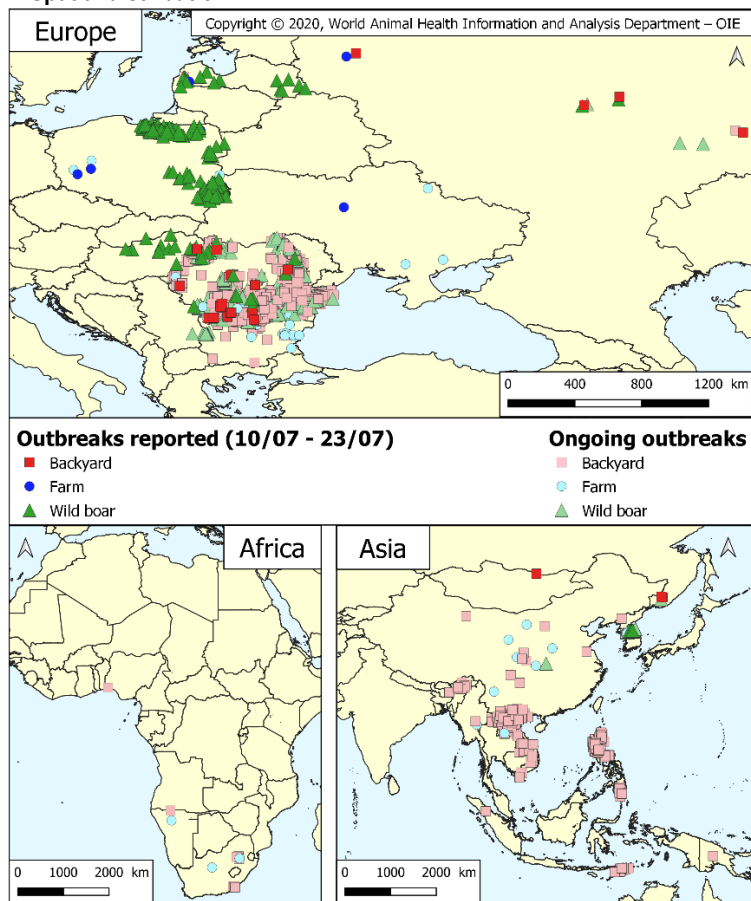 Europe
Copyright © 2020, World Animal Health Information and Analysis Department – OIE
0 400 800 1200 km
Outbreaks reported (10/07 - 23/07)
Backyard
Farm
Wild boar
Ongoing outbreaks
Backyard
Farm
Wild boar
Africa
0 1000 2000 km
Asia
0 1000 2000 km